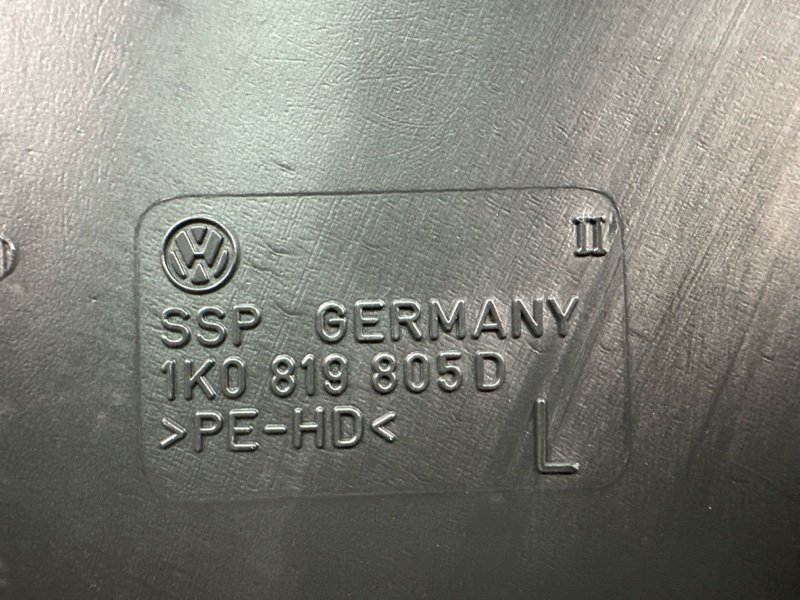 II
SSP GERMANY
1K0 819 805 D
>PE-HD<
L